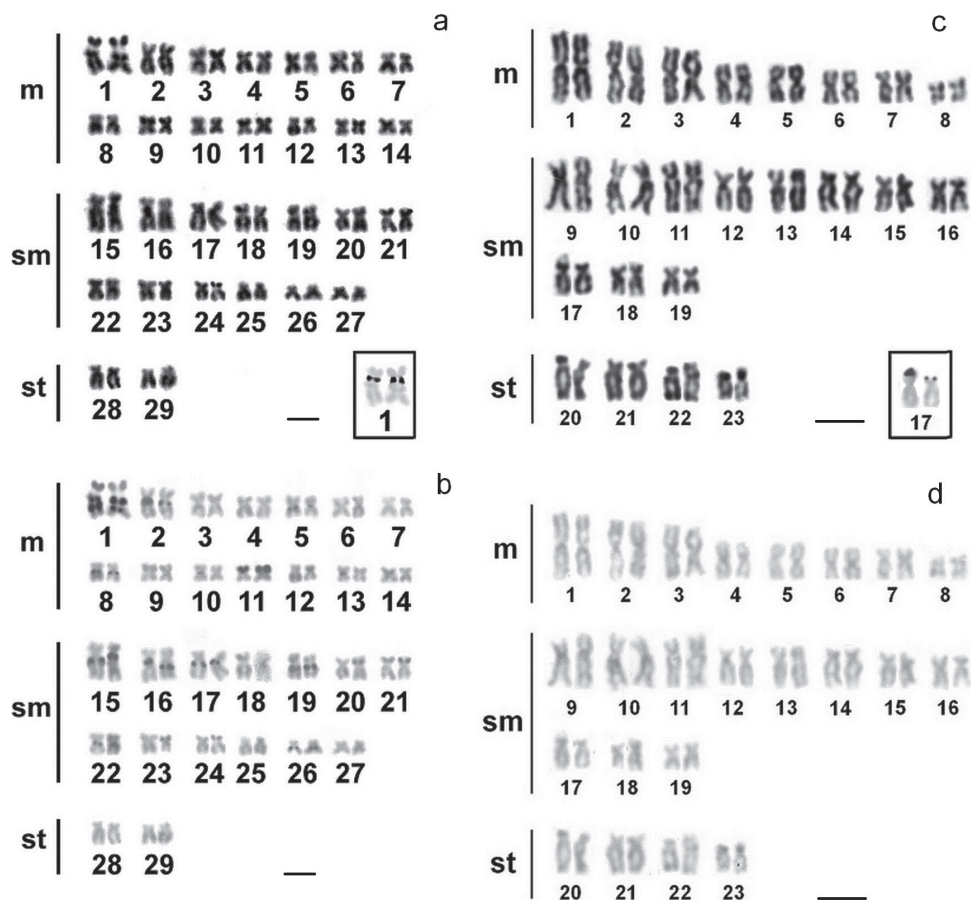 a
m
1 2 3 4 5 6 7
8 9 10 11 12 13 14
sm
15 16 17 18 19 20 21
22 23 24 25 26 27
st
28 29
1
b
m
1 2 3 4 5 6 7
8 9 10 11 12 13 14
sm
15 16 17 18 19 20 21
22 23 24 25 26 27
st
28 29
c
m
1 2 3 4 5 6 7 8
sm
9 10 11 12 13 14 15 16
17 18 19
st
20 21 22 23
17
d
m
1 2 3 4 5 6 7 8
sm
9 10 11 12 13 14 15 16
17 18 19
st
20 21 22 23